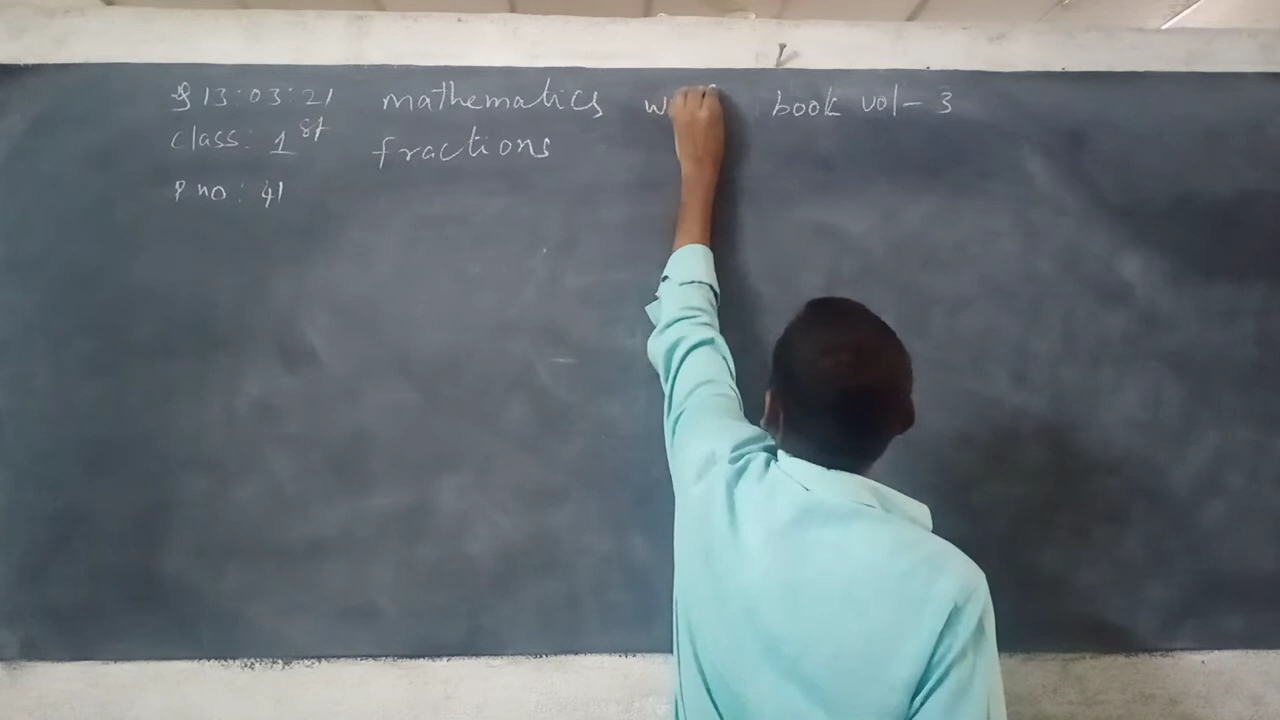 13:03:21 mathematics w book vol-3
class: 1st fractions
P no: 41